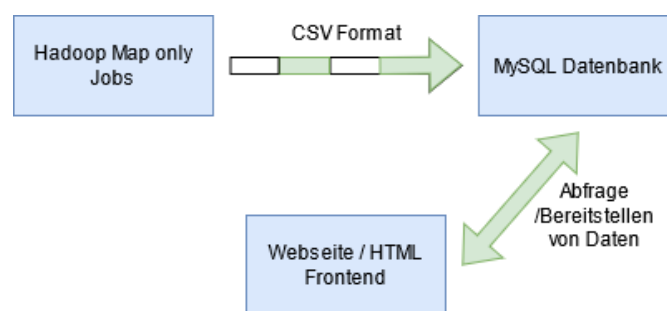 Hadoop Map only
Jobs
CSV Format
MySQL Datenbank
Abfrage
/Bereitstellen
von Daten
Webseite / HTML
Frontend